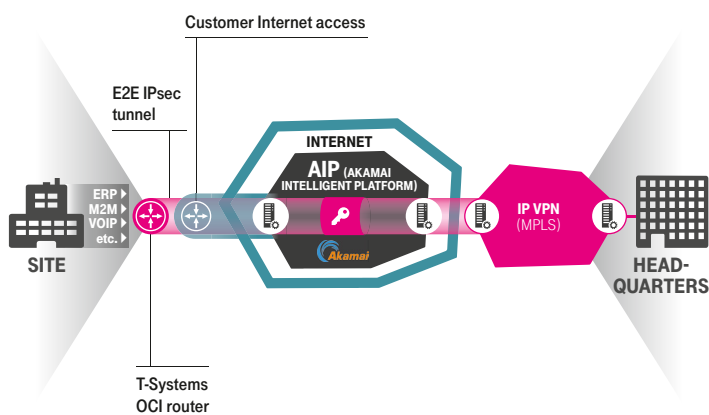 Customer Internet access
E2E IPsec
tunnel
INTERNET
AIP (AKAMAI
INTELLIGENT PLATFORM)
ERP
M2M
VOIP
etc.
IP VPN
(MPLS)
Akamai
SITE
HEAD-
QUARTERS
T-Systems
OCI router